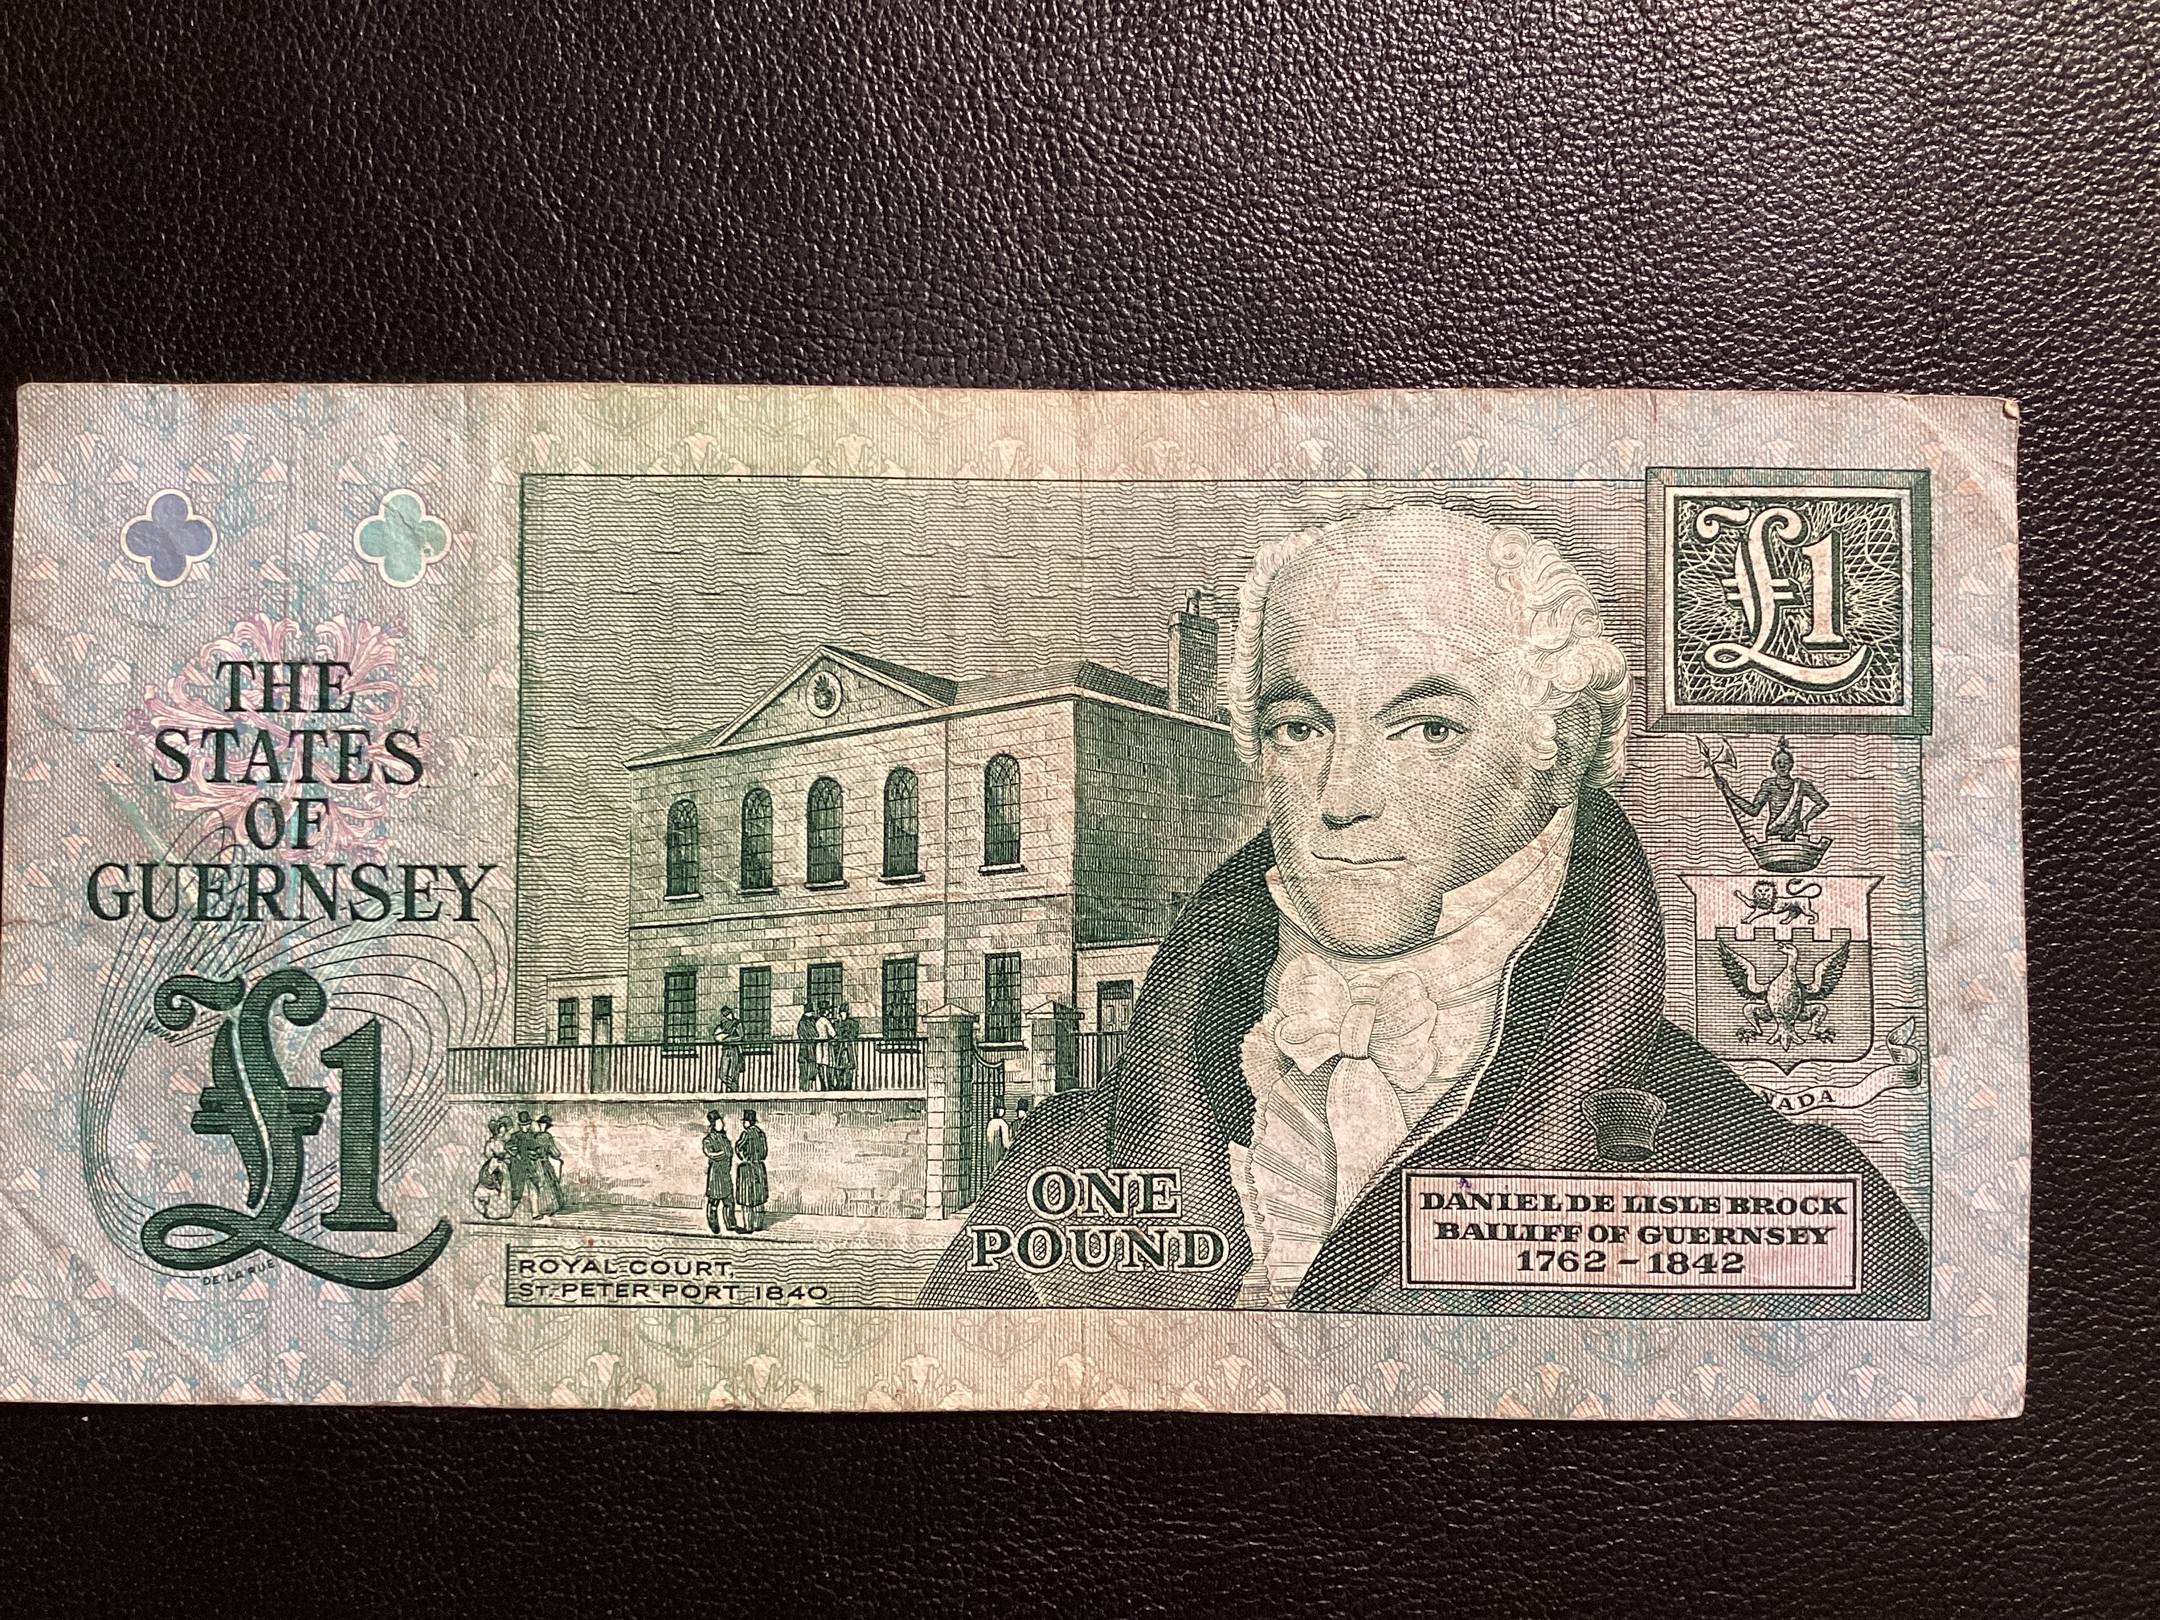 THE
STATES
OF
GUERNSEY
£1
DE LA RUE
ROYAL COURT,
ST. PETER PORT, 1840
ONE
POUND
£1
VADA
DANIEL DE LISLE BROCK
BAILIFF OF GUERNSEY
1762 - 1842